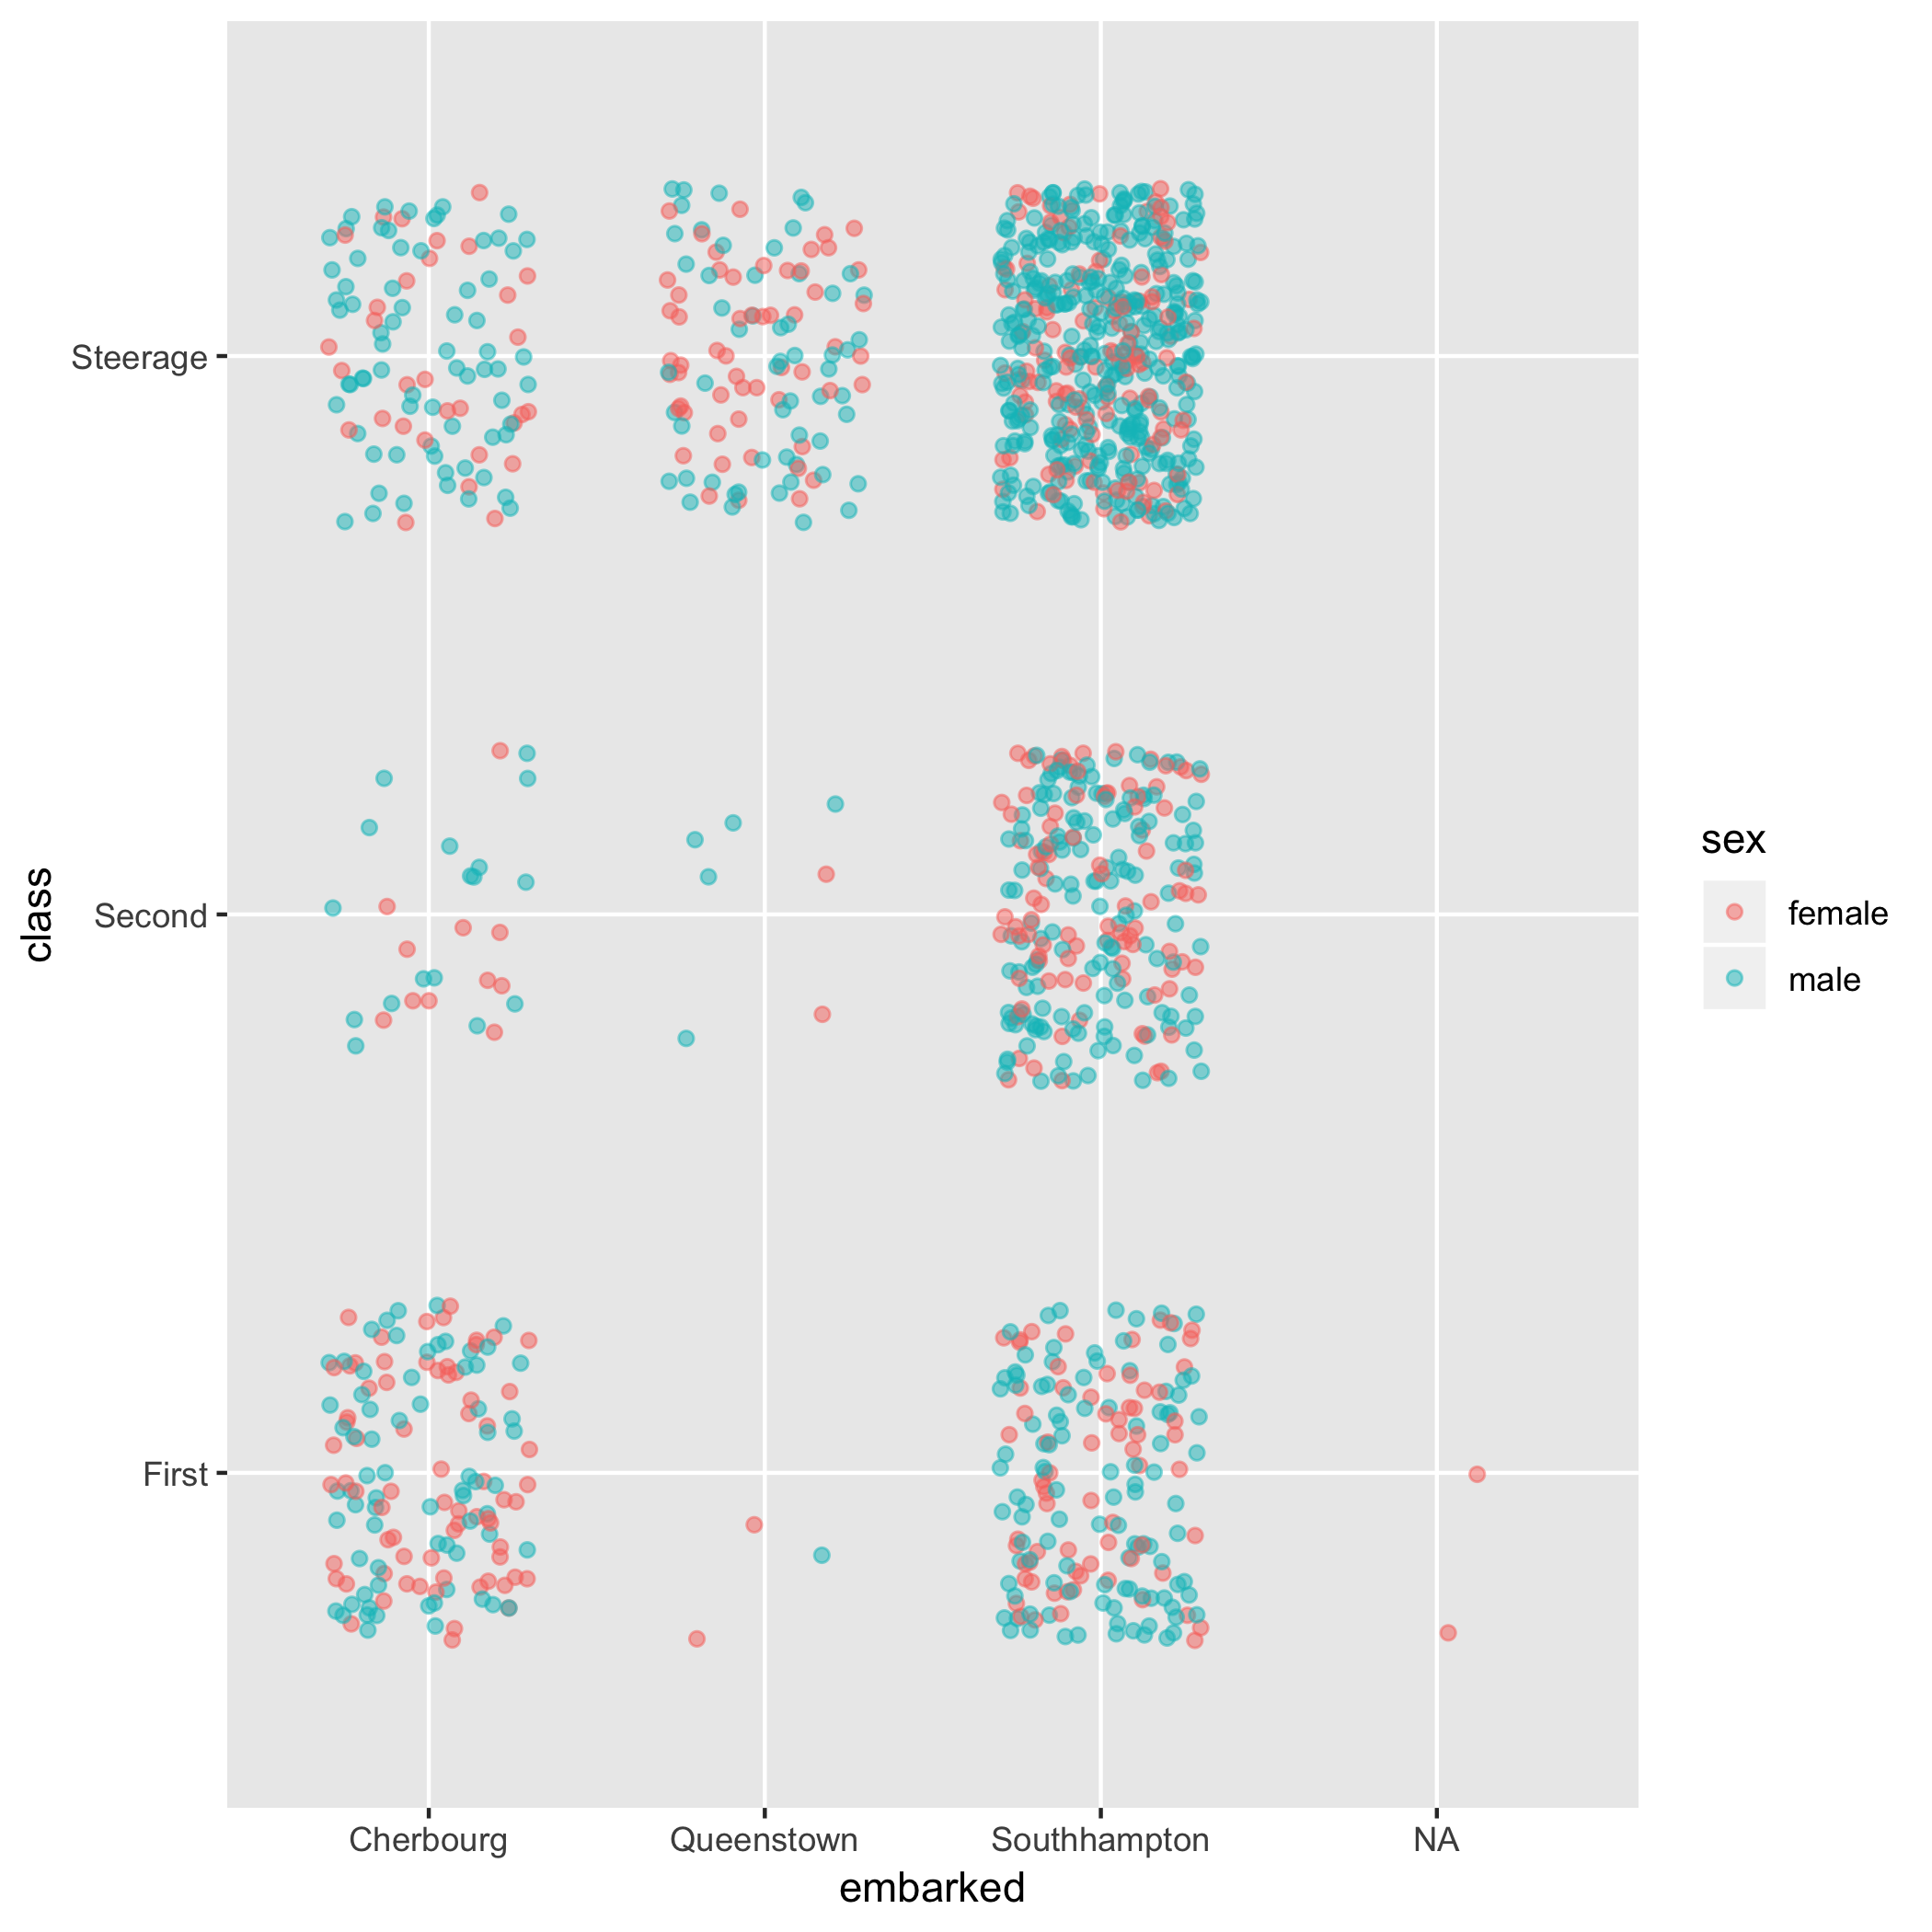 Steerage
Second
First
class
Cherbourg
Queenstown
Southhampton
NA
embarked
sex
female
male